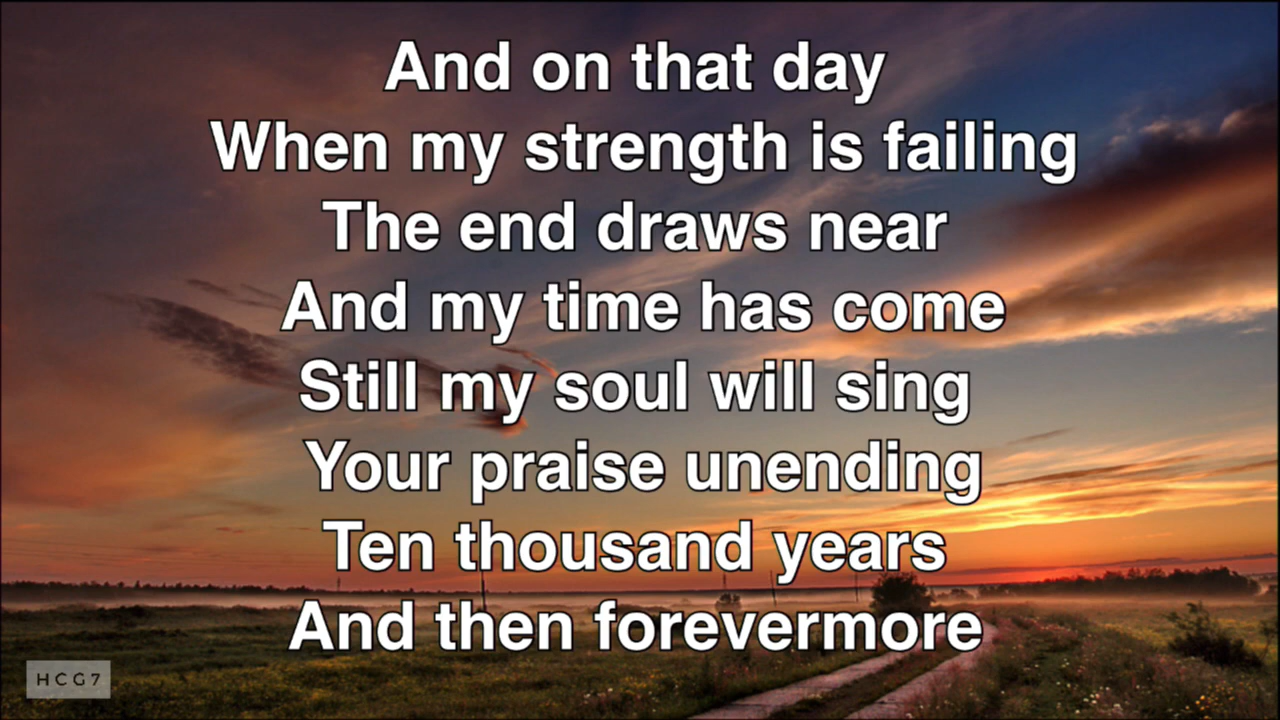 And on that day
When my strength is failing
The end draws near
And my time has come
Still my soul will sing
Your praise unending
Ten thousand years
And then forevermore
HCG7